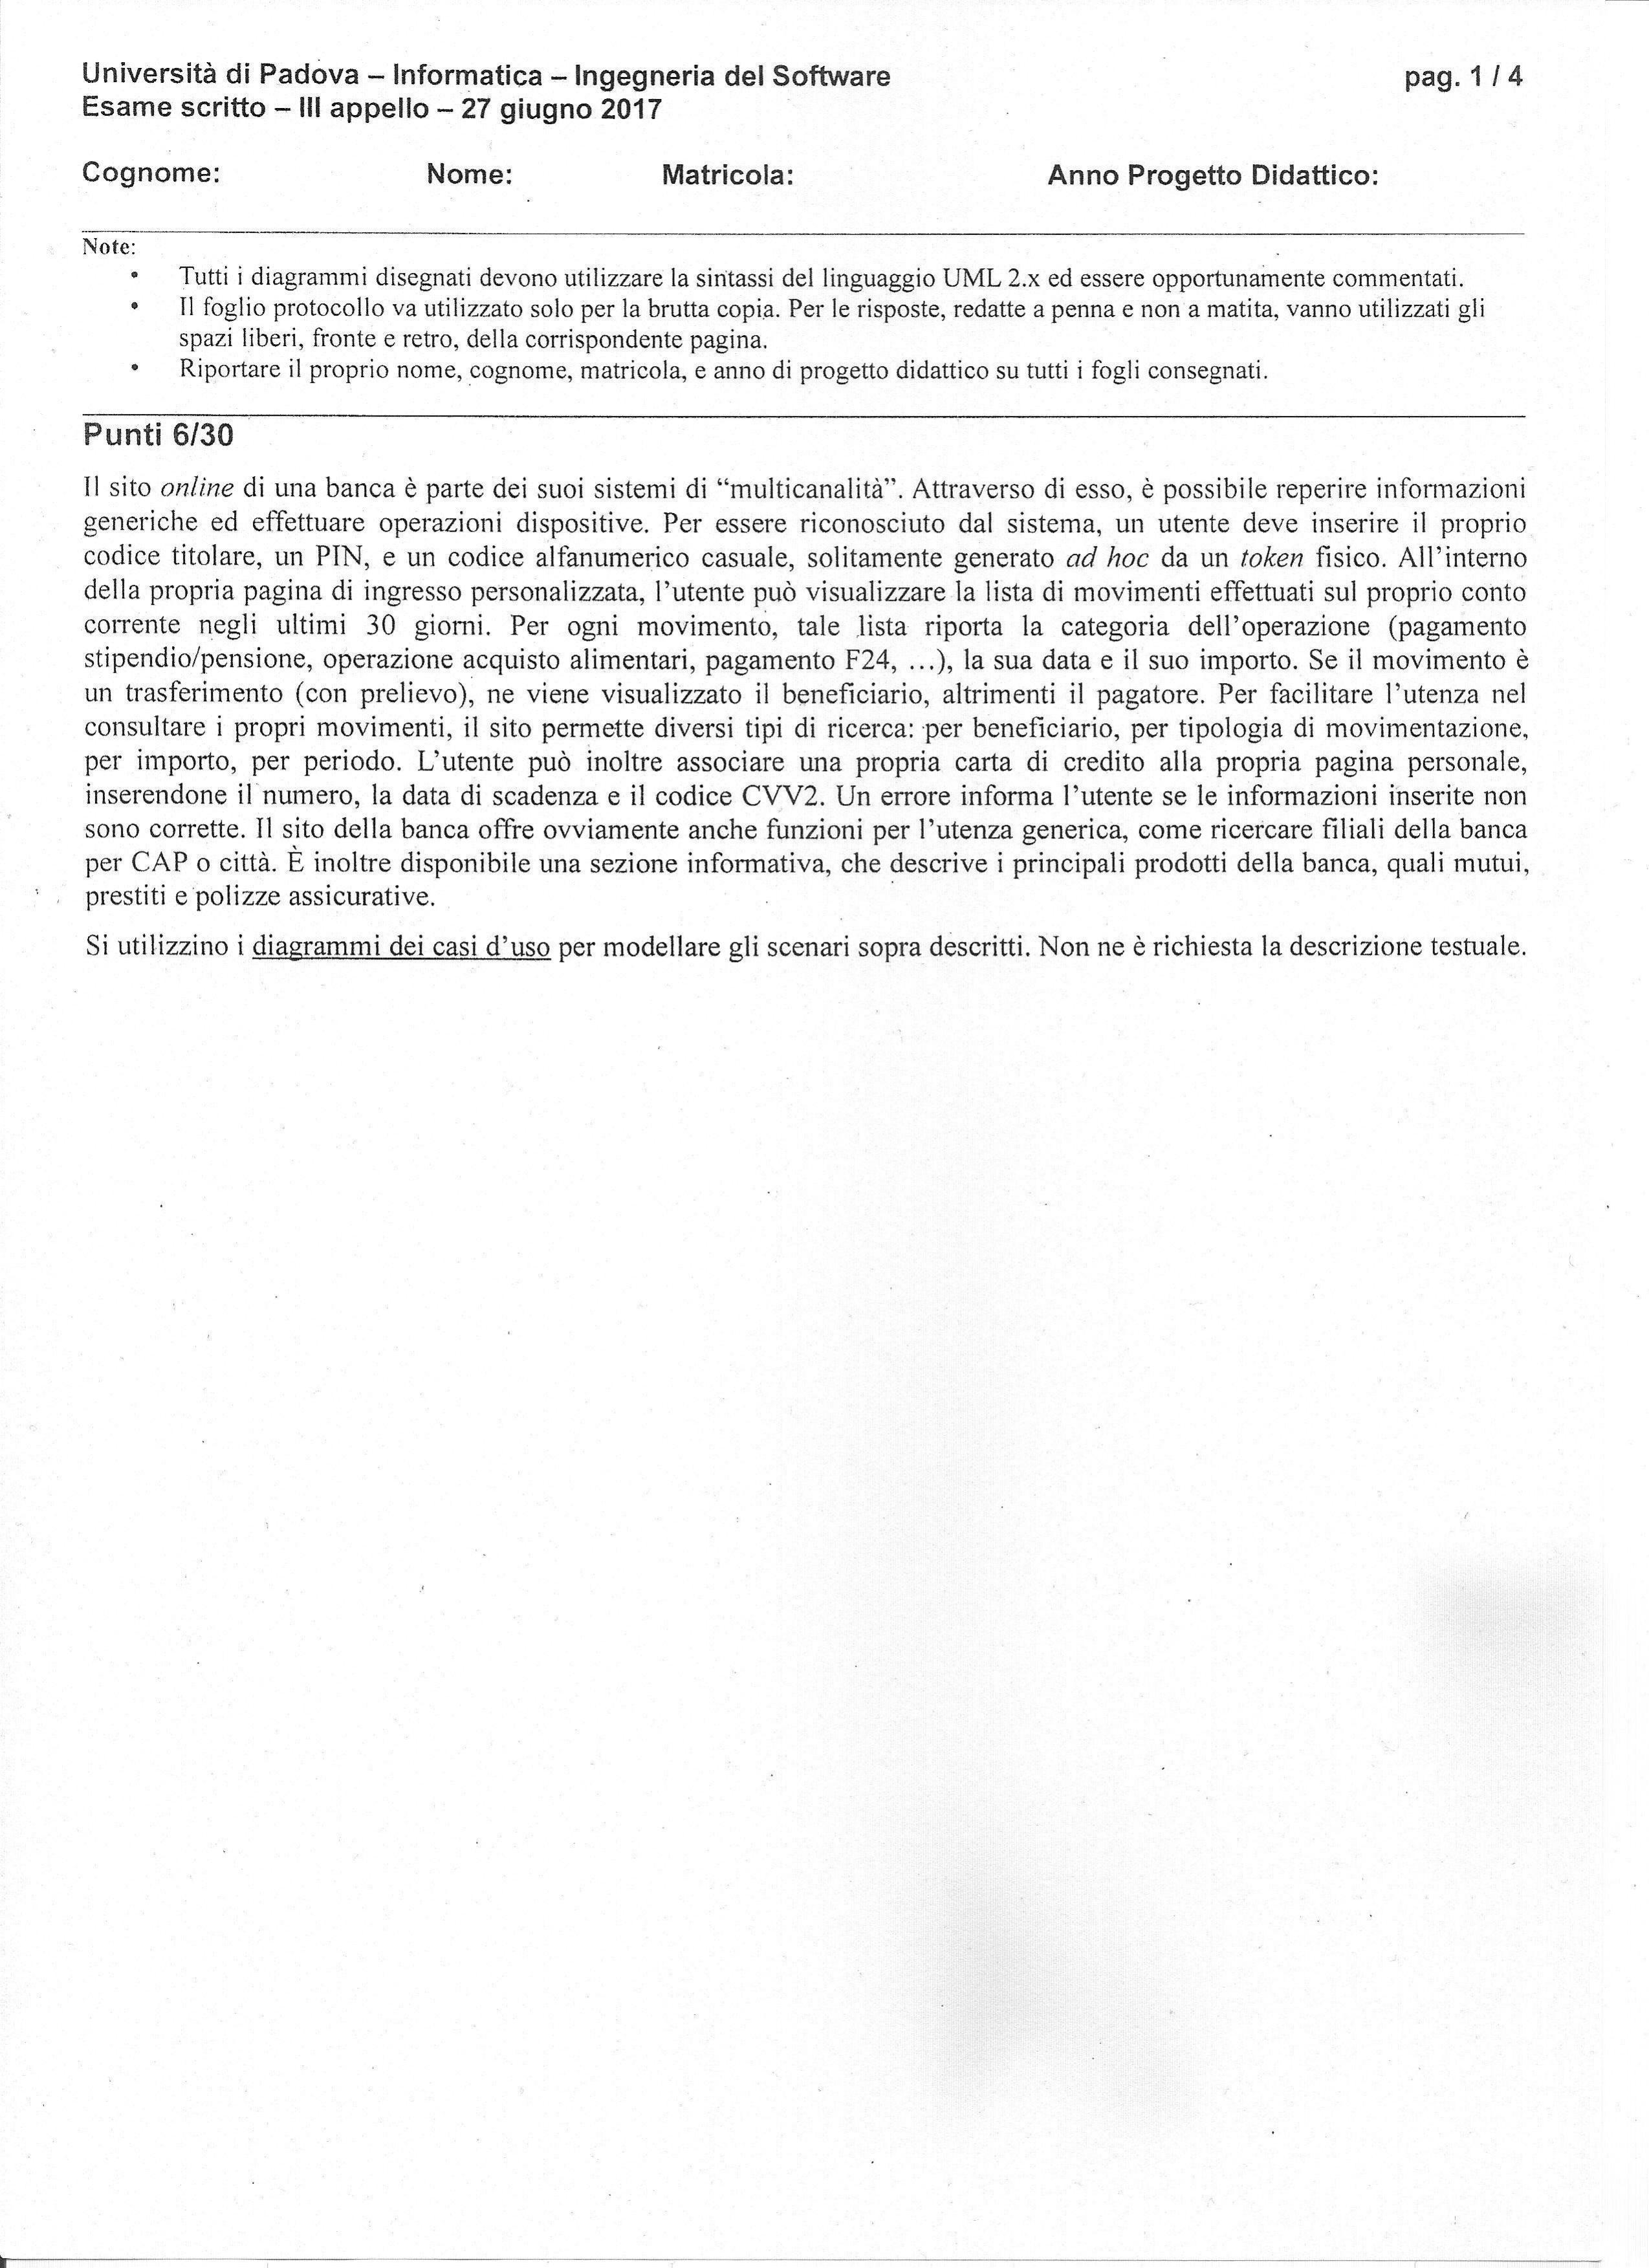 Università di Padova – Informatica – Ingegneria del Software pag. 1 / 4
Esame scritto – III appello – 27 giugno 2017
Cognome: Nome: Matricola: Anno Progetto Didattico:
Note:
• Tutti i diagrammi disegnati devono utilizzare la sintassi del linguaggio UML 2.x ed essere opportunamente commentati.
• Il foglio protocollo va utilizzato solo per la brutta copia. Per le risposte, redatte a penna e non a matita, vanno utilizzati gli
spazi liberi, fronte e retro, della corrispondente pagina.
• Riportare il proprio nome, cognome, matricola, e anno di progetto didattico su tutti i fogli consegnati.
Punti 6/30
Il sito online di una banca è parte dei suoi sistemi di “multicanalità”. Attraverso di esso, è possibile reperire informazioni
generiche ed effettuare operazioni dispositive. Per essere riconosciuto dal sistema, un utente deve inserire il proprio
codice titolare, un PIN, e un codice alfanumerico casuale, solitamente generato ad hoc da un token fisico. All’interno
della propria pagina di ingresso personalizzata, l’utente può visualizzare la lista di movimenti effettuati sul proprio conto
corrente negli ultimi 30 giorni. Per ogni movimento, tale lista riporta la categoria dell’operazione (pagamento
stipendio/pensione, operazione acquisto alimentari, pagamento F24, …), la sua data e il suo importo. Se il movimento è
un trasferimento (con prelievo), ne viene visualizzato il beneficiario, altrimenti il pagatore. Per facilitare l’utenza nel
consultare i propri movimenti, il sito permette diversi tipi di ricerca: per beneficiario, per tipologia di movimentazione,
per importo, per periodo. L’utente può inoltre associare una propria carta di credito alla propria pagina personale,
inserendone il numero, la data di scadenza e il codice CVV2. Un errore informa l’utente se le informazioni inserite non
sono corrette. Il sito della banca offre ovviamente anche funzioni per l’utenza generica, come ricercare filiali della banca
per CAP o città. È inoltre disponibile una sezione informativa, che descrive i principali prodotti della banca, quali mutui,
prestiti e polizze assicurative.
Si utilizzino i diagrammi dei casi d’uso per modellare gli scenari sopra descritti. Non ne è richiesta la descrizione testuale.